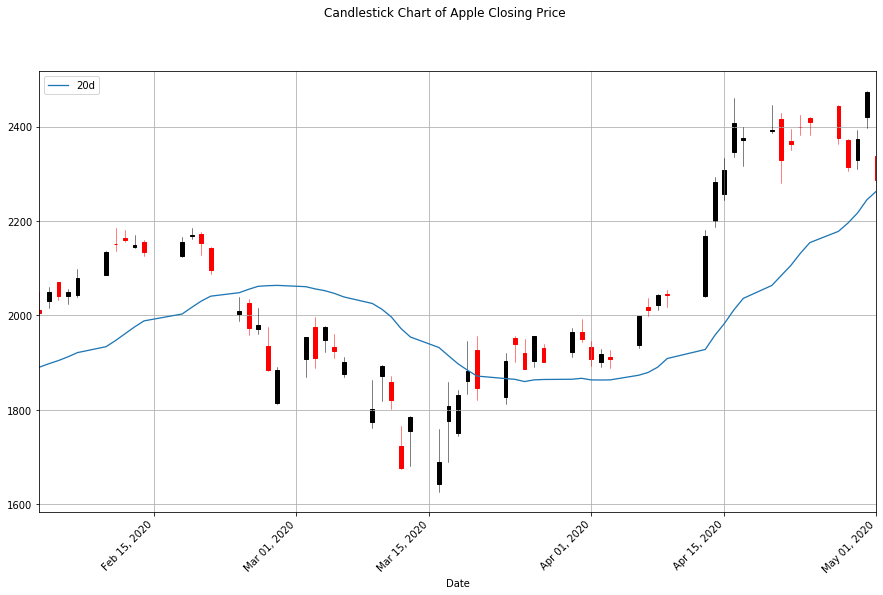 Candlestick Chart of Apple Closing Price
20d
2400
2200
2000
1800
1600
Feb 15, 2020
Mar 01, 2020
Mar 15, 2020
Apr 01, 2020
Apr 15, 2020
May 01, 2020
Date